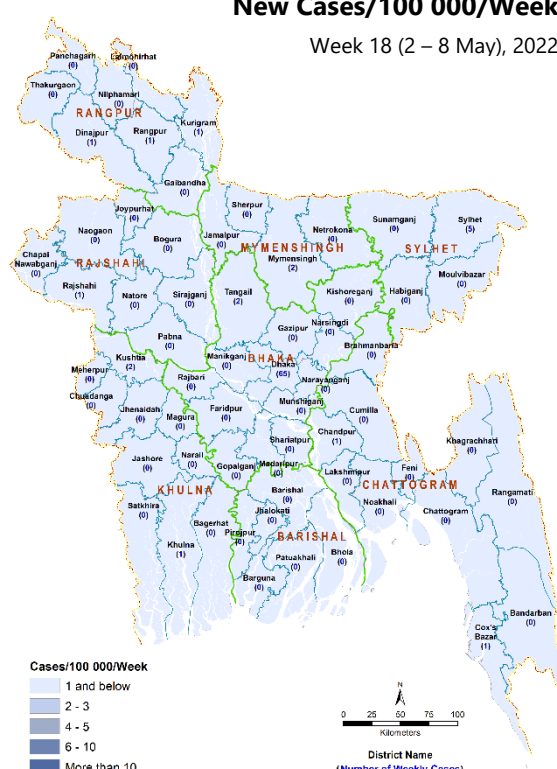 New Cases/100 000/Week
Week 18 (2 – 8 May), 2022
Panchagarh
(0)
Lalmonirhat
(0)
Thakurgaon
(0)
Nilphamari
(0)
RANGPUR
Kurigram
(1)
Dinajpur
(1)
Rangpur
(1)
Gaibandha
(0)
Joypurhat
(0)
Sherpur
(0)
Naogaon
(0)
Bogura
(0)
Jamalpur
(0)
Netrokona
(0)
Sunamganj
(0)
Sylhet
(5)
MYMENSINGH
Mymensingh
(2)
SYLHET
Chapai
Nawabganj
(0)
RAJSHAHI
Moulvibazar
(0)
Rajshahi
(1)
Natore
(0)
Sirajganj
(0)
Tangail
(2)
Kishoreganj
(0)
Habiganj
(0)
Gazipur
(0)
Narsingdi
(0)
Pabna
(0)
Brahmanbaria
(0)
Kushtia
(2)
Manikganj
(0)
DHAKA
Dhaka
(65)
Meherpur
(0)
Rajbari
(0)
Narayanganj
(0)
Chuadanga
(0)
Jhenaidah
(0)
Magura
(0)
Faridpur
(0)
Munshiganj
(0)
Cumilla
(0)
Chandpur
(1)
Khagrachhari
(0)
Shariatpur
(0)
Jashore
(0)
Narail
(0)
Gopalganj
(0)
Madaripur
(0)
Lakshmipur
(0)
Feni
(0)
KHULNA
CHATTOGRAM
Barishal
(0)
Noakhali
(0)
Rangamati
(0)
Satkhira
(0)
Jhalokati
(0)
Chattogram
(0)
Bagerhat
(0)
Pirojpur
(0)
BARISHAL
Khulna
(1)
Patuakhali
(0)
Bhola
(0)
Barguna
(0)
Bandarban
(0)
Cox's
Bazar
(1)
Cases/100 000/Week
1 and below
2 - 3
4 - 5
6 - 10
More than 10
N
0 25 50 75 100
Kilometers
District Name
(Number of Weekly Cases)